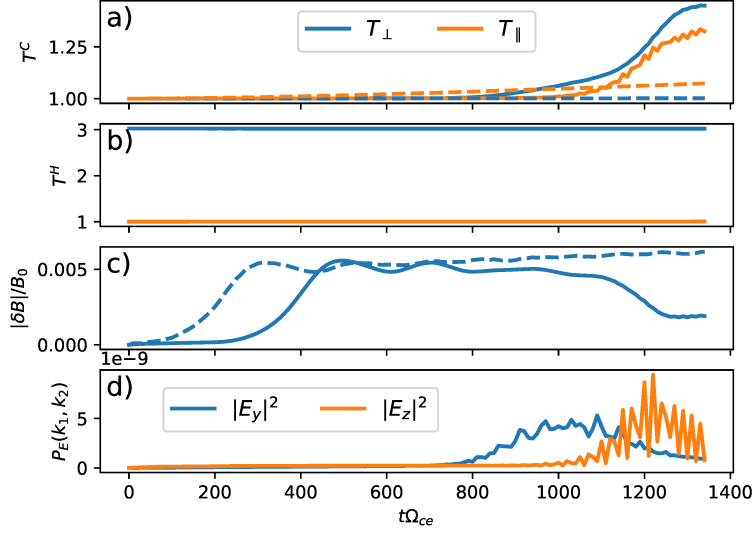 a)
T^C
1.25
1.00
T_⊥
T_∥
b)
T^H
3
2
1
c)
|δB|/B_0
0.005
0.000
1e−9
d)
P_E(k_1, k_2)
5
0
|E_y|^2
|E_z|^2
0 200 400 600 800 1000 1200 1400
tΩ_ce